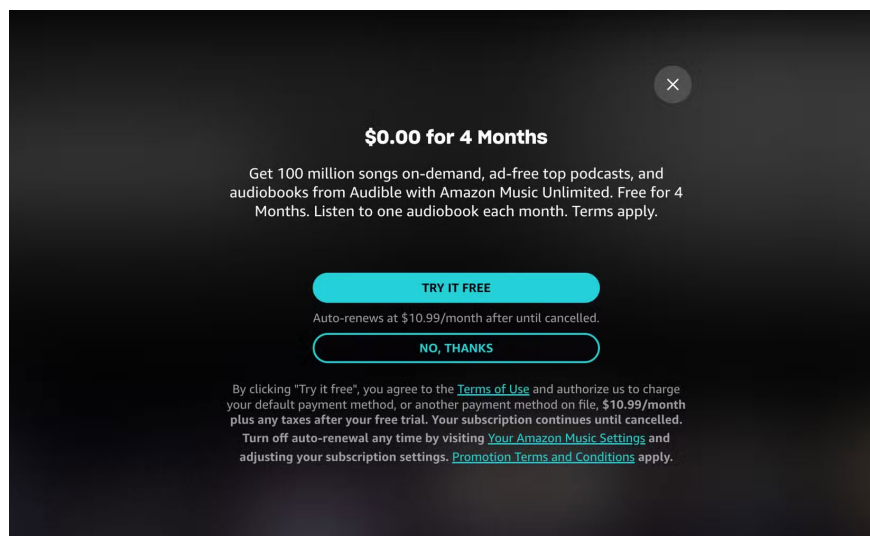 $0.00 for 4 Months
Get 100 million songs on-demand, ad-free top podcasts, and
audiobooks from Audible with Amazon Music Unlimited. Free for 4
Months. Listen to one audiobook each month. Terms apply.
TRY IT FREE
Auto-renews at $10.99/month after until cancelled.
NO, THANKS
By clicking "Try it free", you agree to the Terms of Use and authorize us to charge
your default payment method, or another payment method on file, $10.99/month
plus any taxes after your free trial. Your subscription continues until cancelled.
Turn off auto-renewal any time by visiting Your Amazon Music Settings and
adjusting your subscription settings. Promotion Terms and Conditions apply.